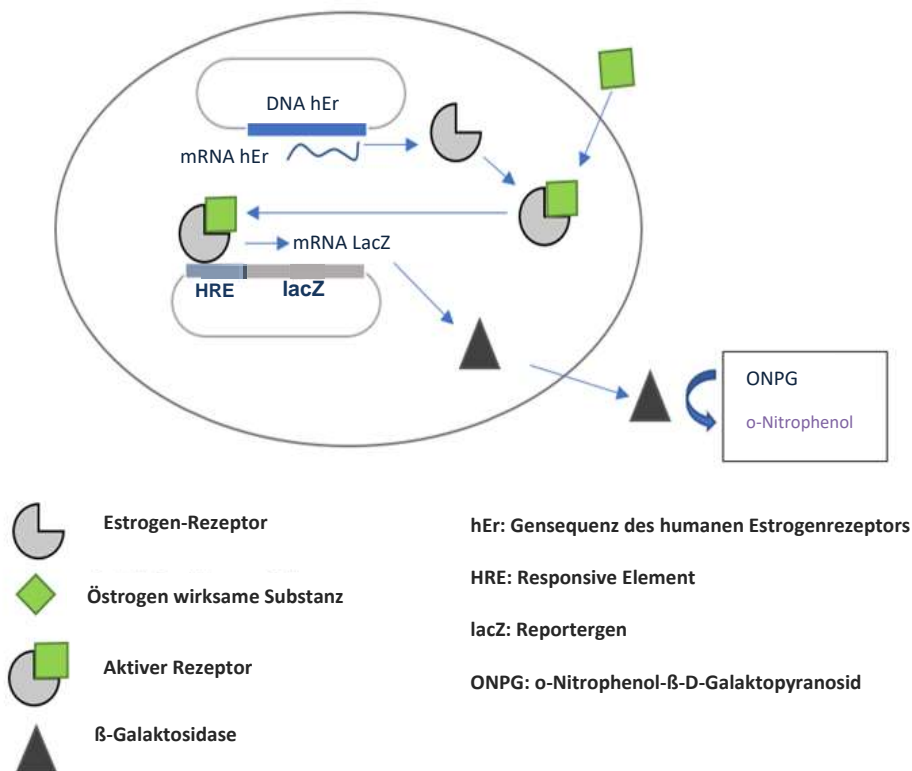 DNA hEr
mRNA hEr
mRNA LacZ
HRE
lacZ
ONPG
o-Nitrophenol
Estrogen-Rezeptor
Östrogen wirksame Substanz
Aktiver Rezeptor
ß-Galaktosidase
hEr: Gensequenz des humanen Estrogenrezeptors
HRE: Responsive Element
lacZ: Reportergen
ONPG: o-Nitrophenol-ß-D-Galaktopyranosid